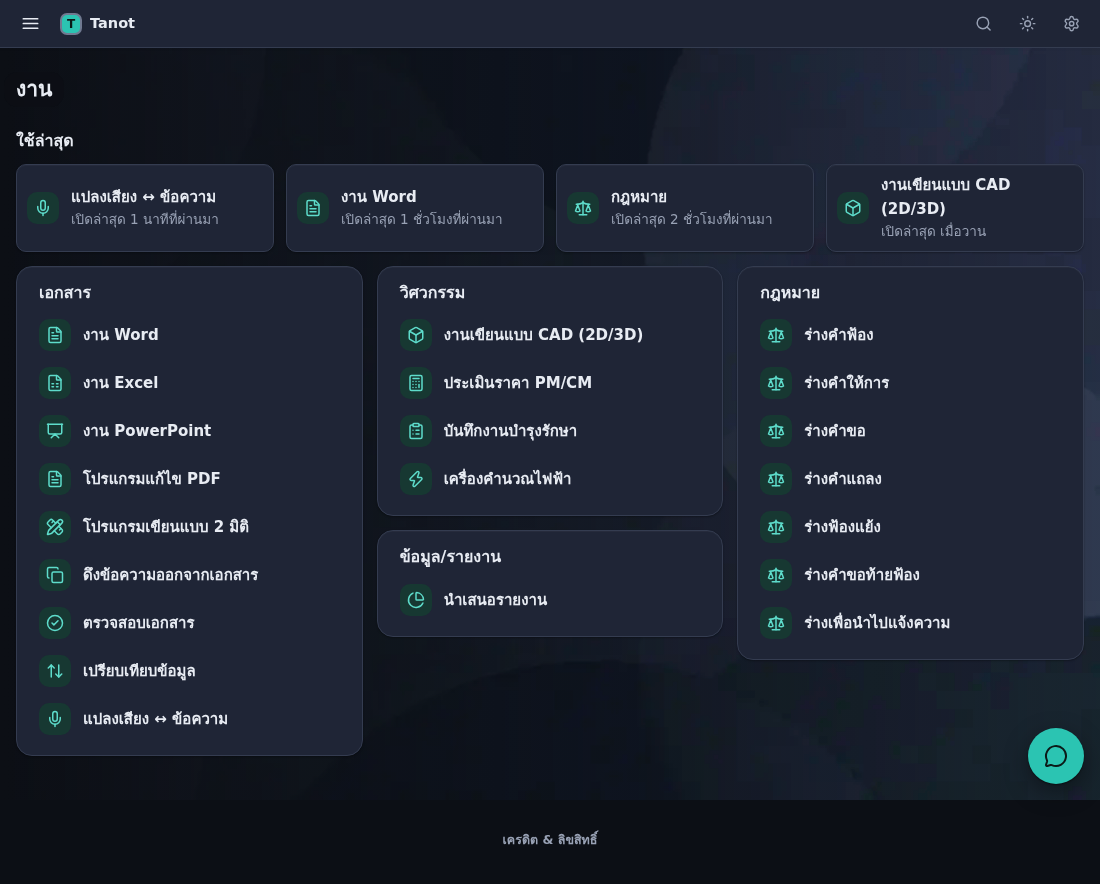 T Tanot
งาน
ใช้ล่าสุด
แปลงเสียง ↔ ข้อความ
เปิดล่าสุด 1 นาทีที่ผ่านมา
งาน Word
เปิดล่าสุด 1 ชั่วโมงที่ผ่านมา
กฎหมาย
เปิดล่าสุด 2 ชั่วโมงที่ผ่านมา
งานเขียนแบบ CAD
(2D/3D)
เปิดล่าสุด เมื่อวาน
เอกสาร
งาน Word
งาน Excel
งาน PowerPoint
โปรแกรมแก้ไข PDF
โปรแกรมเขียนแบบ 2 มิติ
ดึงข้อความออกจากเอกสาร
ตรวจสอบเอกสาร
เปรียบเทียบข้อมูล
แปลงเสียง ↔ ข้อความ
วิศวกรรม
งานเขียนแบบ CAD (2D/3D)
ประเมินราคา PM/CM
บันทึกงานบำรุงรักษา
เครื่องคำนวณไฟฟ้า
ข้อมูล/รายงาน
นำเสนอรายงาน
กฎหมาย
ร่างคำฟ้อง
ร่างคำให้การ
ร่างคำขอ
ร่างคำแถลง
ร่างฟ้องแย้ง
ร่างคำขอท้ายฟ้อง
ร่างเพื่อนำไปแจ้งความ
เครดิต & ลิขสิทธิ์